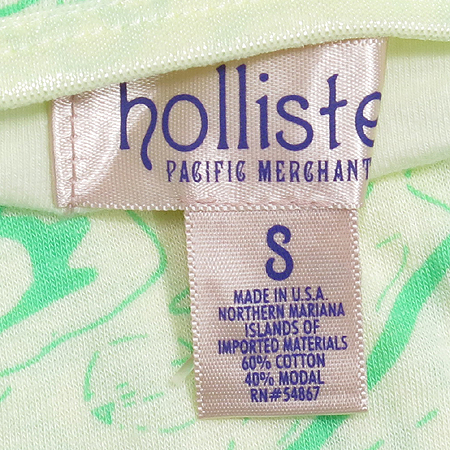 holliste
PACIFIC MERCHANT
S
MADE IN U.S.A.
NORTHERN MARIANA
ISLANDS OF
IMPORTED MATERIALS
60% COTTON
40% MODAL
RN#54867